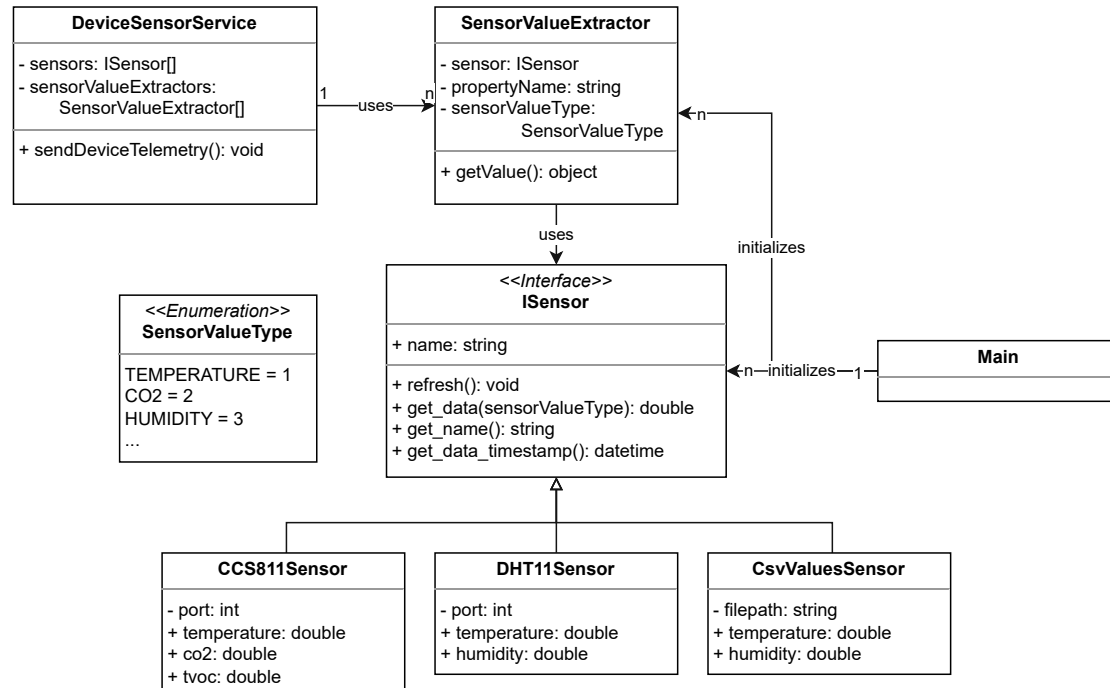 DeviceSensorService
- sensors: ISensor[]
- sensorValueExtractors:
SensorValueExtractor[]
+ sendDeviceTelemetry(): void
1
uses
n
SensorValueExtractor
- sensor: ISensor
- propertyName: string
- sensorValueType:
SensorValueType
+ getValue(): object
n
uses
initializes
<<Interface>>
ISensor
+ name: string
+ refresh(): void
+ get_data(sensorValueType): double
+ get_name(): string
+ get_data_timestamp(): datetime
<<Enumeration>>
SensorValueType
TEMPERATURE = 1
CO2 = 2
HUMIDITY = 3
...
n
initializes
1
Main
CCS811Sensor
- port: int
+ temperature: double
+ co2: double
+ tvoc: double
DHT11Sensor
- port: int
+ temperature: double
+ humidity: double
CsvValuesSensor
- filepath: string
+ temperature: double
+ humidity: double